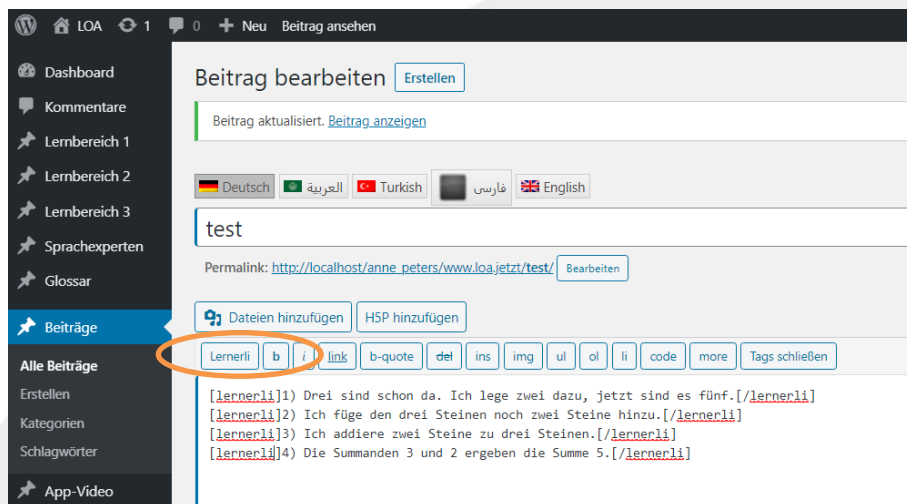 LOA 1 0 Neu Beitrag ansehen
Dashboard
Kommentare
Lernbereich 1
Lernbereich 2
Lernbereich 3
Sprachexperten
Glossar
Beiträge
Alle Beiträge
Erstellen
Kategorien
Schlagwörter
App-Video
Beitrag bearbeiten Erstellen
Beitrag aktualisiert. Beitrag anzeigen
Deutsch العربية Turkish فارسی English
test
Permalink: http://localhost/anne_peters/www.loa.jetzt/test/ Bearbeiten
Dateien hinzufügen H5P hinzufügen
Lernerli b i link b-quote del ins img ul ol li code more Tags schließen
[lernerli]1) Drei sind schon da. Ich lege zwei dazu, jetzt sind es fünf.[/lernerli]
[lernerli]2) Ich füge den drei Steinen noch zwei Steine hinzu.[/lernerli]
[lernerli]3) Ich addiere zwei Steine zu drei Steinen.[/lernerli]
[lernerli]4) Die Summanden 3 und 2 ergeben die Summe 5.[/lernerli]